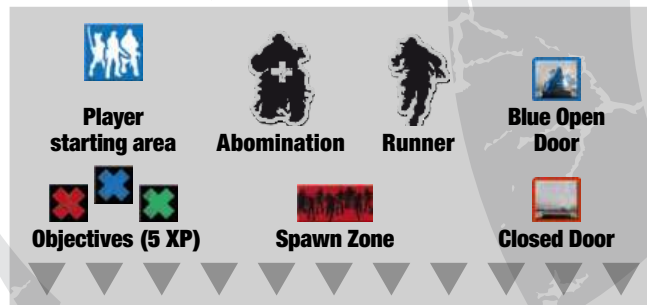 Player
starting area
Abomination
Runner
Blue Open
Door
Objectives (5 XP)
Spawn Zone
Closed Door